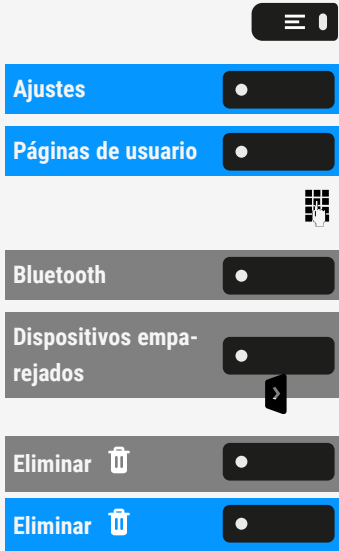 Ajustes
Páginas de usuario
Bluetooth
Dispositivos empa-
rejados
Eliminar
Eliminar